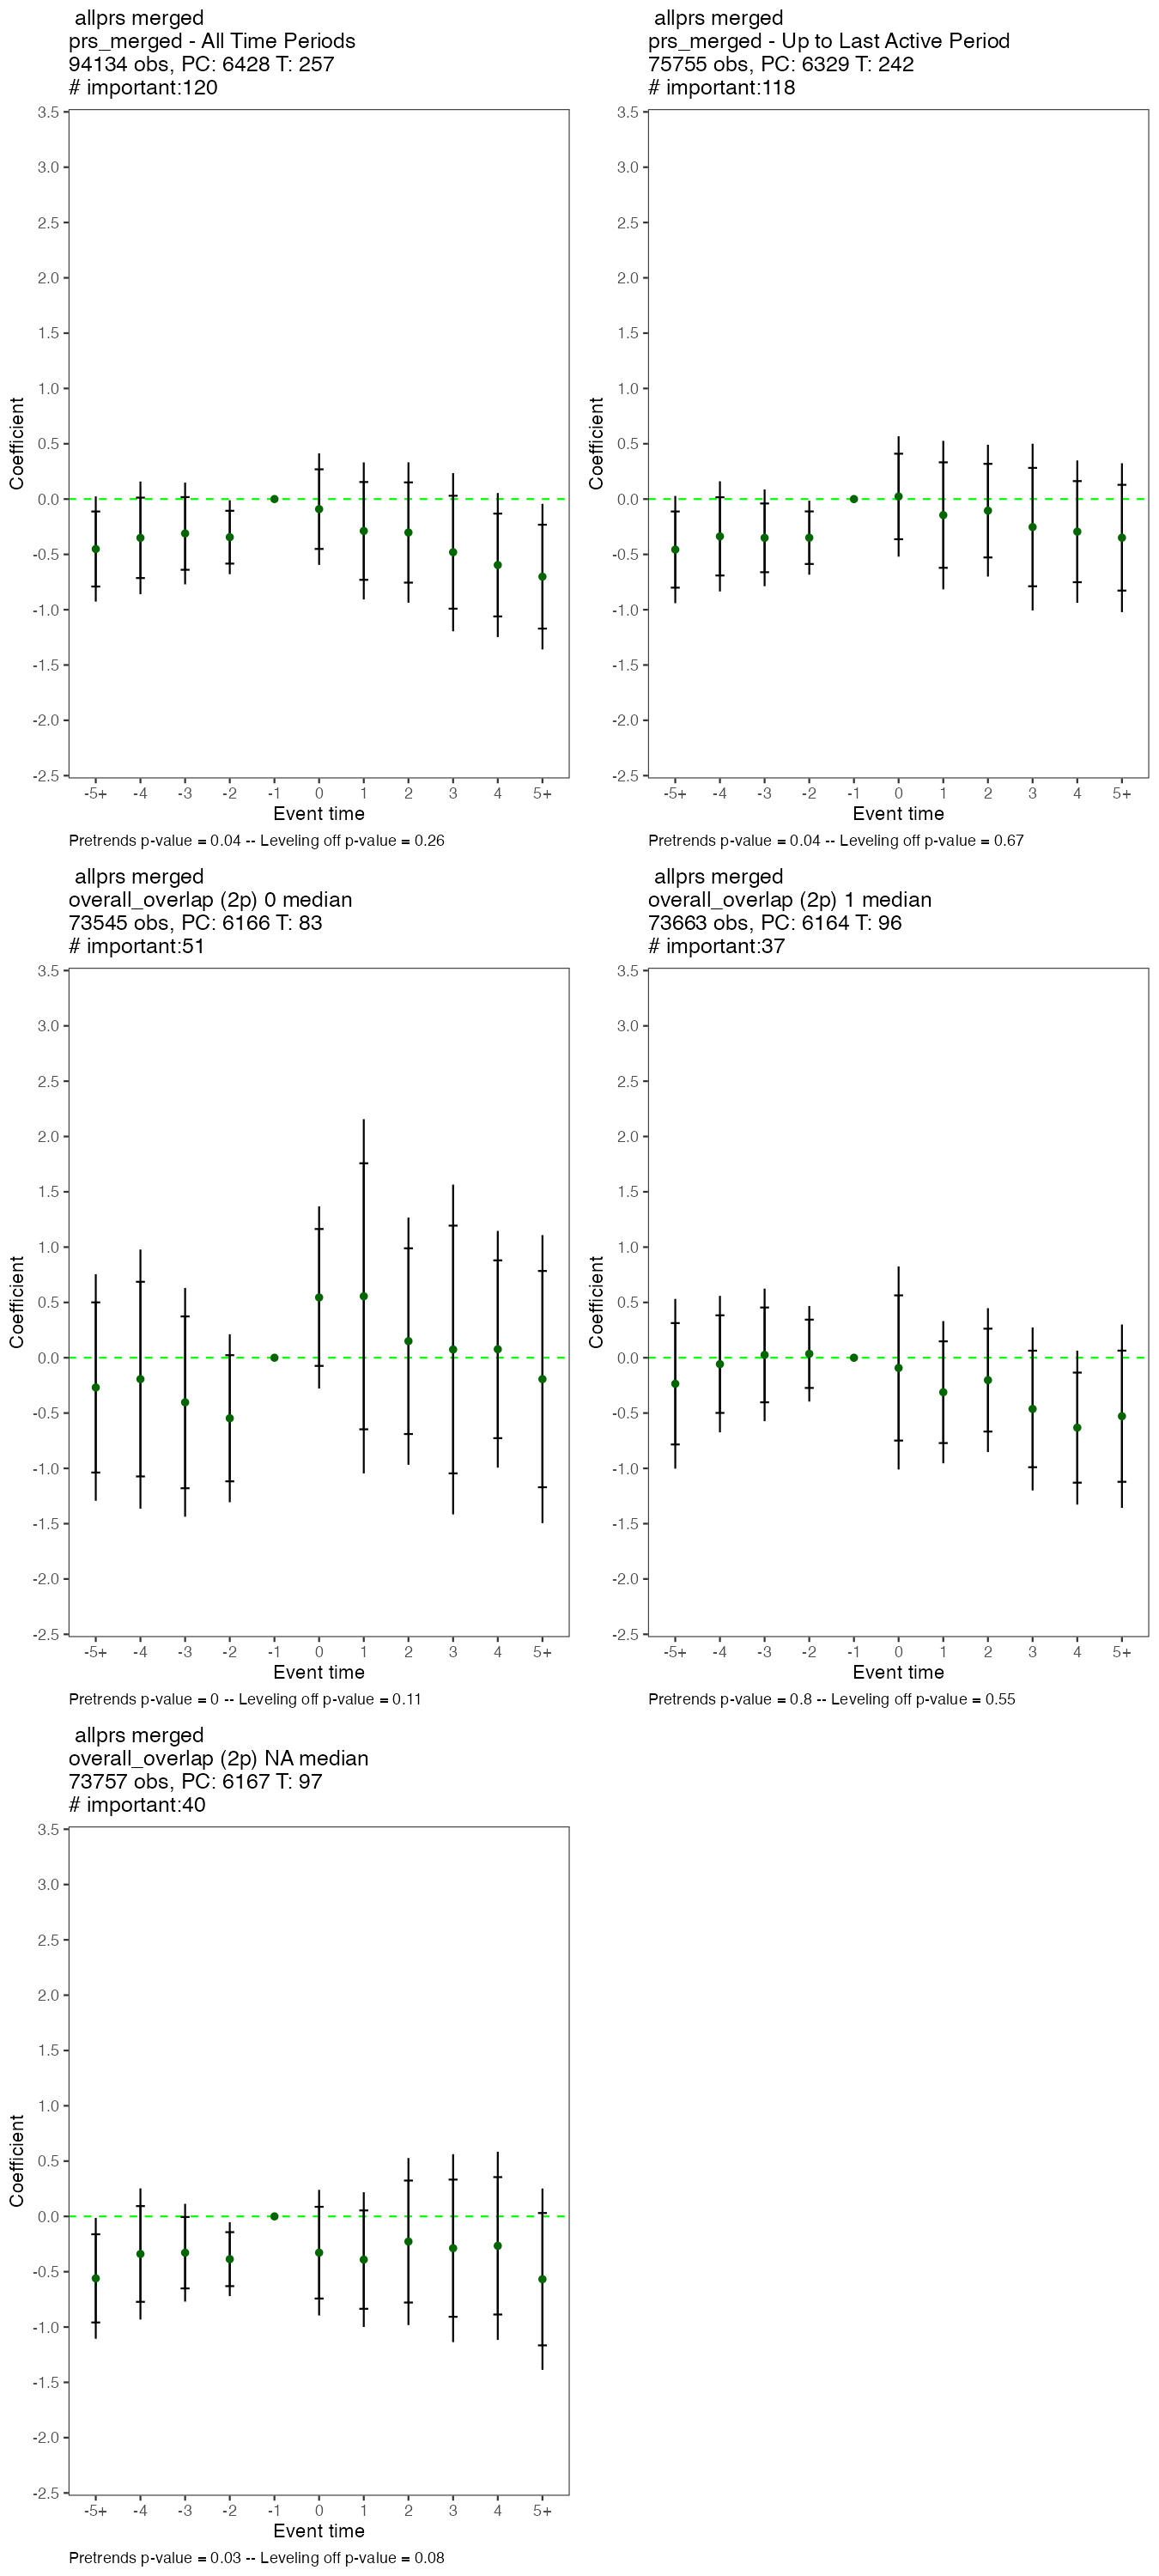 allprs merged
prs_merged - All Time Periods
94134 obs, PC: 6428 T: 257
# important:120
3.5
3.0
2.5
2.0
1.5
1.0
0.5
0.0
-0.5
-1.0
-1.5
-2.0
-2.5
Coefficient
-5+ -4 -3 -2 -1 0 1 2 3 4 5+
Event time
Pretrends p-value = 0.04 -- Leveling off p-value = 0.26
allprs merged
prs_merged - Up to Last Active Period
75755 obs, PC: 6329 T: 242
# important:118
3.5
3.0
2.5
2.0
1.5
1.0
0.5
0.0
-0.5
-1.0
-1.5
-2.0
-2.5
Coefficient
-5+ -4 -3 -2 -1 0 1 2 3 4 5+
Event time
Pretrends p-value = 0.04 -- Leveling off p-value = 0.67
allprs merged
overall_overlap (2p) 0 median
73545 obs, PC: 6166 T: 83
# important:51
3.5
3.0
2.5
2.0
1.5
1.0
0.5
0.0
-0.5
-1.0
-1.5
-2.0
-2.5
Coefficient
-5+ -4 -3 -2 -1 0 1 2 3 4 5+
Event time
Pretrends p-value = 0 -- Leveling off p-value = 0.11
allprs merged
overall_overlap (2p) 1 median
73663 obs, PC: 6164 T: 96
# important:37
3.5
3.0
2.5
2.0
1.5
1.0
0.5
0.0
-0.5
-1.0
-1.5
-2.0
-2.5
Coefficient
-5+ -4 -3 -2 -1 0 1 2 3 4 5+
Event time
Pretrends p-value = 0.8 -- Leveling off p-value = 0.55
allprs merged
overall_overlap (2p) NA median
73757 obs, PC: 6167 T: 97
# important:40
3.5
3.0
2.5
2.0
1.5
1.0
0.5
0.0
-0.5
-1.0
-1.5
-2.0
-2.5
Coefficient
-5+ -4 -3 -2 -1 0 1 2 3 4 5+
Event time
Pretrends p-value = 0.03 -- Leveling off p-value = 0.08